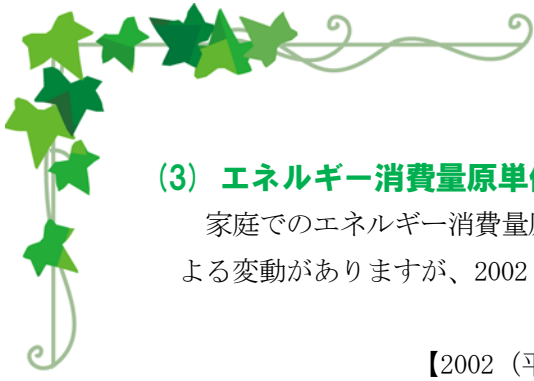 (3) エネルギー消費量原単
家庭でのエネルギー消費量
よる変動がありますが、2002
【2002（平